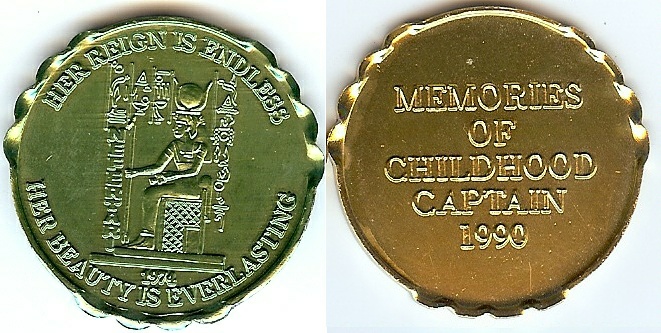 HER REIGN IS ENDLESS
HER BEAUTY IS EVERLASTING
1974
MEMORIES
OF
CHILDHOOD
CAPTAIN
1990